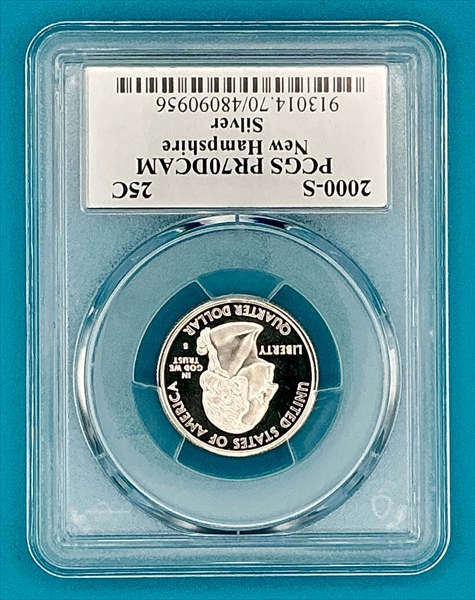 2000-S 25C
PCGS PR70DCAM
New Hampshire
Silver
913014.70/48090956
UNITED STATES OF AMERICA
LIBERTY
IN
GOD WE
TRUST
S
QUARTER DOLLAR